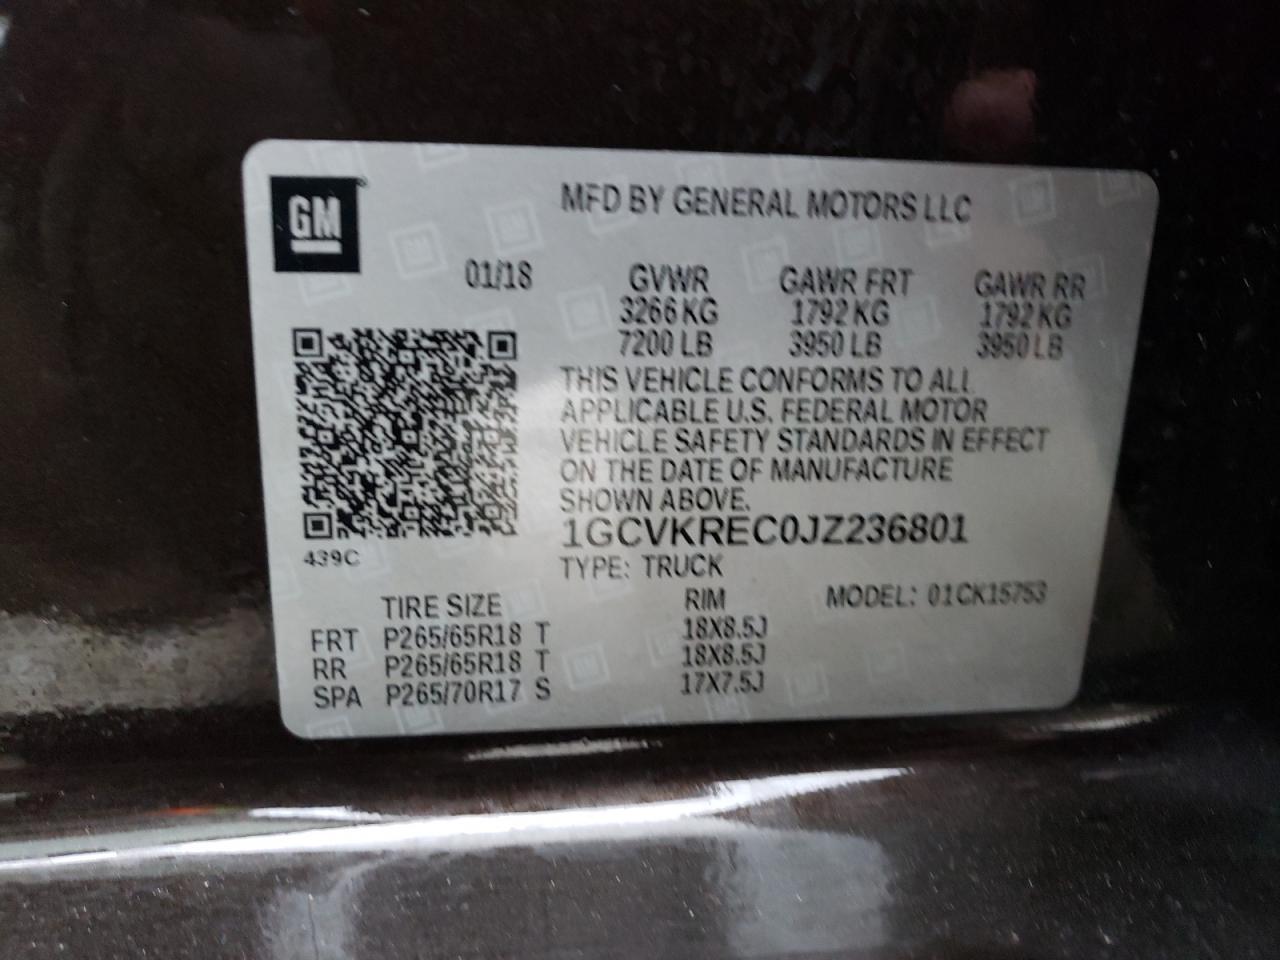 GM
MFD BY GENERAL MOTORS LLC
01/18 GVWR GAWR FRT GAWR RR
3266 KG 1792 KG 1792 KG
7200 LB 3950 LB 3950 LB
THIS VEHICLE CONFORMS TO ALL
APPLICABLE U.S. FEDERAL MOTOR
VEHICLE SAFETY STANDARDS IN EFFECT
ON THE DATE OF MANUFACTURE
SHOWN ABOVE.
1GCVKREC0JZ236801
439C
TYPE: TRUCK
TIRE SIZE RIM MODEL: 01CK15753
FRT P265/65R18 T 18X8.5J
RR P265/65R18 T 18X8.5J
SPA P265/70R17 S 17X7.5J